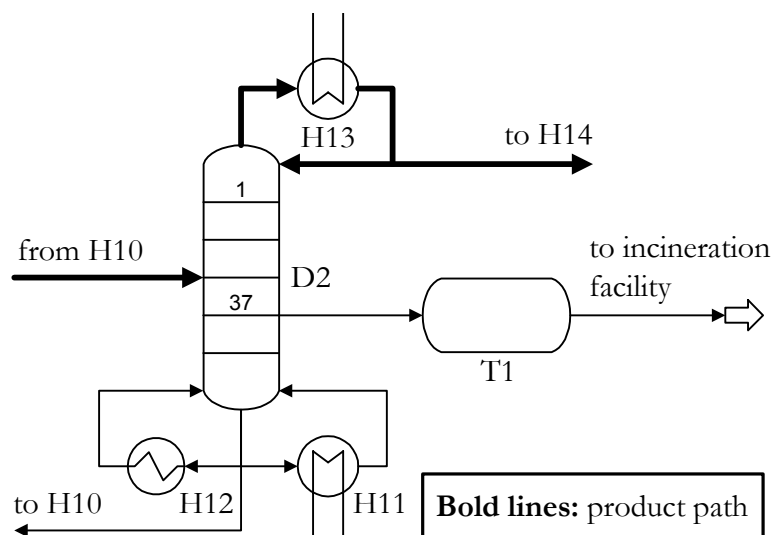 H13
to H14
1
from H10
D2
to incineration
facility
37
T1
to H10
H12
H11
Bold lines: product path